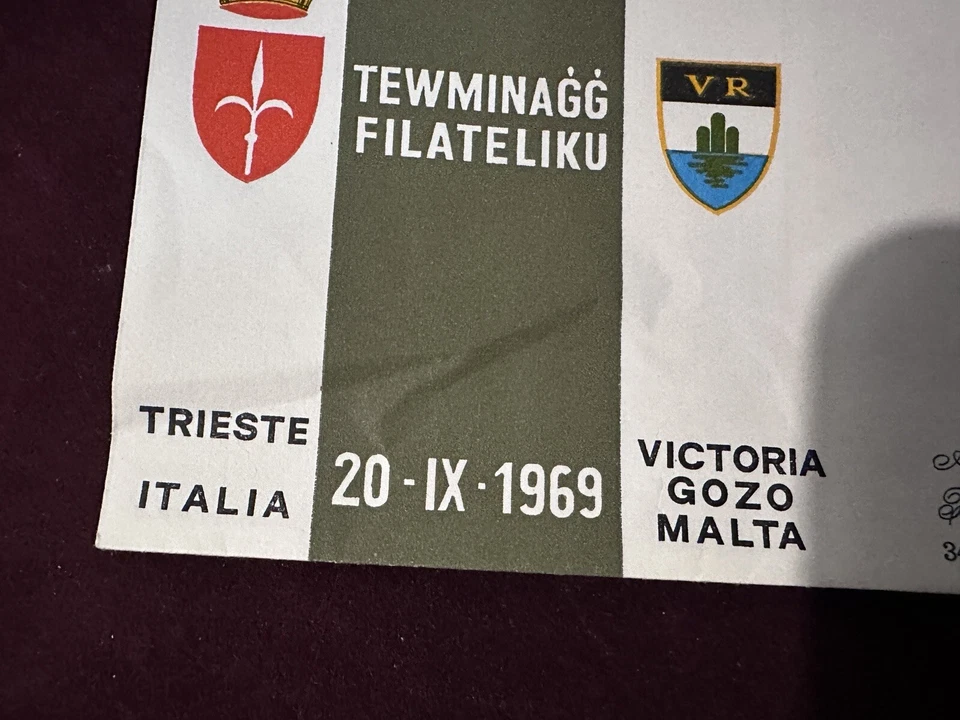 TEWMINAĠĠ
FILATELIKU
VR
TRIESTE
ITALIA
20-IX·1969
VICTORIA
GOZO
MALTA